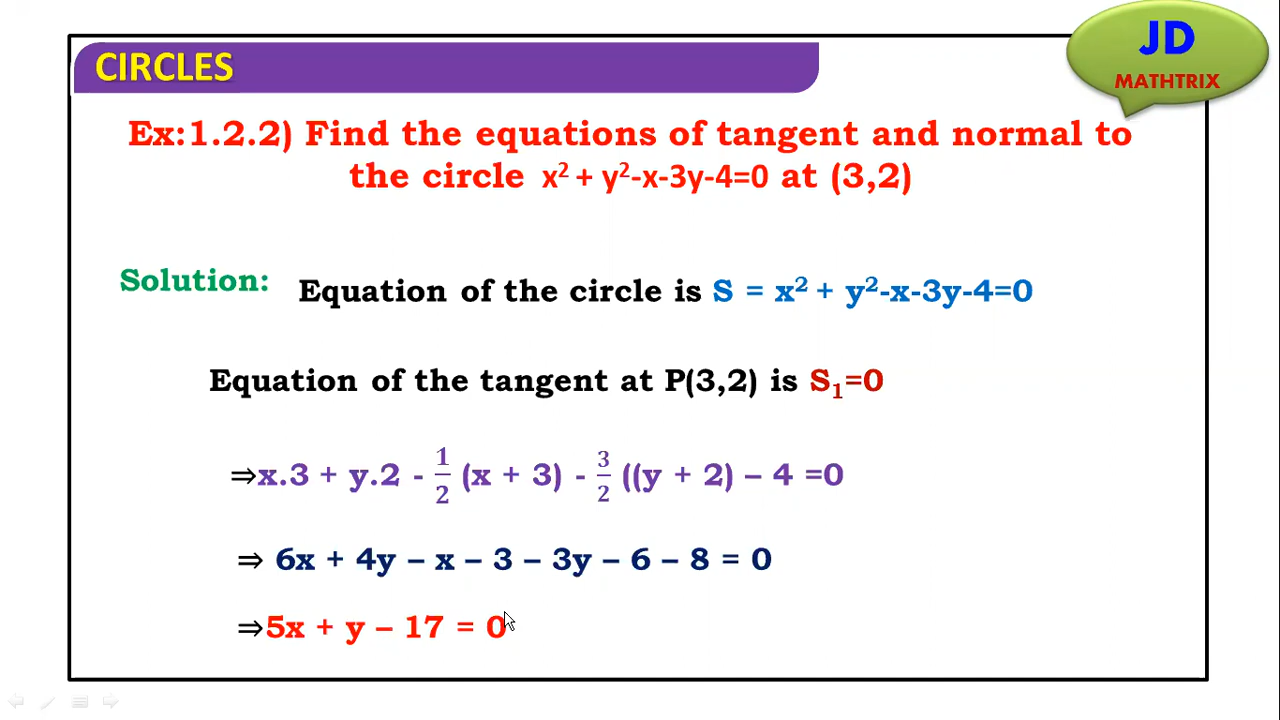 CIRCLES
JD
MATHTRIX
Ex:1.2.2) Find the equations of tangent and normal to
the circle x² + y²-x-3y-4=0 at (3,2)
Solution: Equation of the circle is S = x² + y²-x-3y-4=0
Equation of the tangent at P(3,2) is S₁=0
⇒x.3 + y.2 - 1/2 (x + 3) - 3/2 ((y + 2) – 4 =0
⇒ 6x + 4y – x – 3 – 3y – 6 – 8 = 0
⇒5x + y – 17 = 0